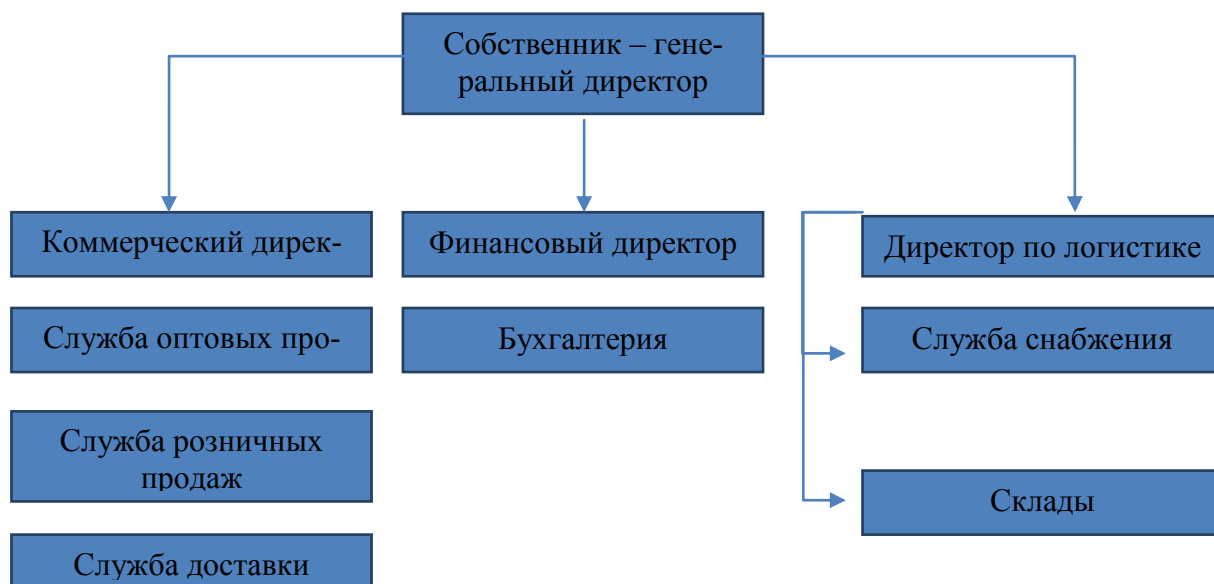 Собственник – гене-
ральный директор
Коммерческий дирек-
Финансовый директор
Директор по логистике
Служба оптовых про-
Бухгалтерия
Служба снабжения
Служба розничных
продаж
Склады
Служба доставки